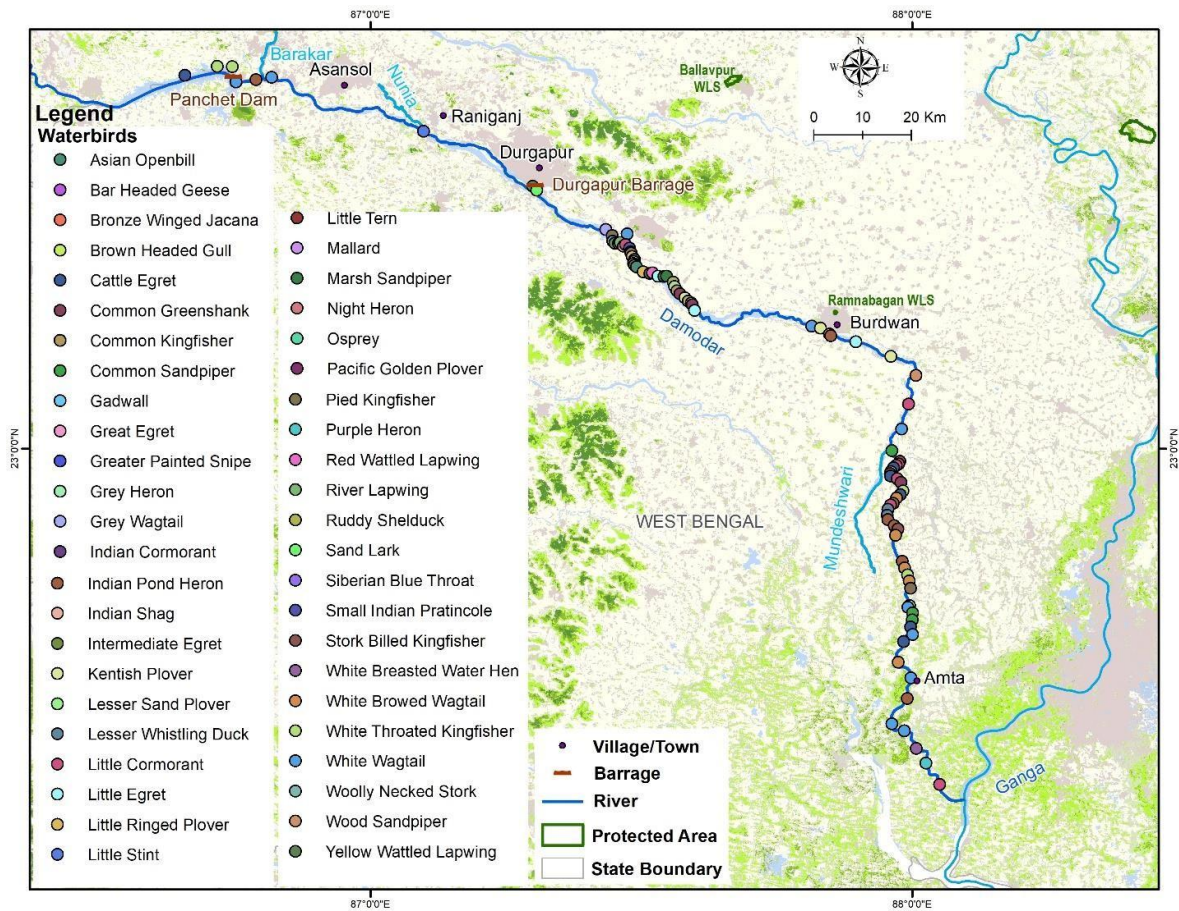 87°0'0"E
88°0'0"E
Barakar
Asansol
Nunia
Panchet Dam
Raniganj
Durgapur
Durgapur Barrage
Ballavpur
WLS
N
W
E
S
0
10
20 Km
Ramnabagan WLS
Burdwan
Damodar
Mundeshwari
WEST BENGAL
Amta
Ganga
23°0'0"N
23°0'0"N
Legend
Waterbirds
Asian Openbill
Bar Headed Geese
Bronze Winged Jacana
Brown Headed Gull
Cattle Egret
Common Greenshank
Common Kingfisher
Common Sandpiper
Gadwall
Great Egret
Greater Painted Snipe
Grey Heron
Grey Wagtail
Indian Cormorant
Indian Pond Heron
Indian Shag
Intermediate Egret
Kentish Plover
Lesser Sand Plover
Lesser Whistling Duck
Little Cormorant
Little Egret
Little Ringed Plover
Little Stint
Little Tern
Mallard
Marsh Sandpiper
Night Heron
Osprey
Pacific Golden Plover
Pied Kingfisher
Purple Heron
Red Wattled Lapwing
River Lapwing
Ruddy Shelduck
Sand Lark
Siberian Blue Throat
Small Indian Pratincole
Stork Billed Kingfisher
White Breasted Water Hen
White Browed Wagtail
White Throated Kingfisher
White Wagtail
Woolly Necked Stork
Wood Sandpiper
Yellow Wattled Lapwing
Village/Town
Barrage
River
Protected Area
State Boundary
87°0'0"E
88°0'0"E